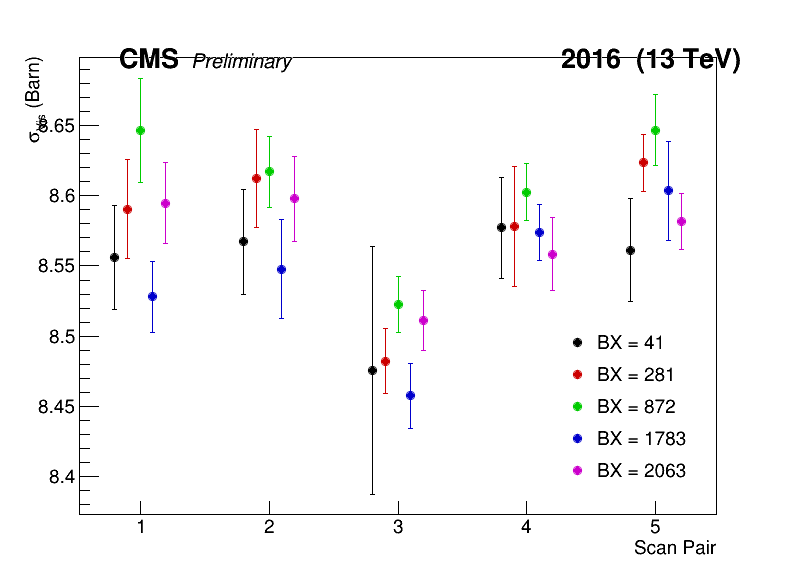 CMS Preliminary 2016 (13 TeV)
σvis (Barn)
8.65
8.6
8.55
8.5
8.45
8.4
BX = 41
BX = 281
BX = 872
BX = 1783
BX = 2063
1 2 3 4 5
Scan Pair